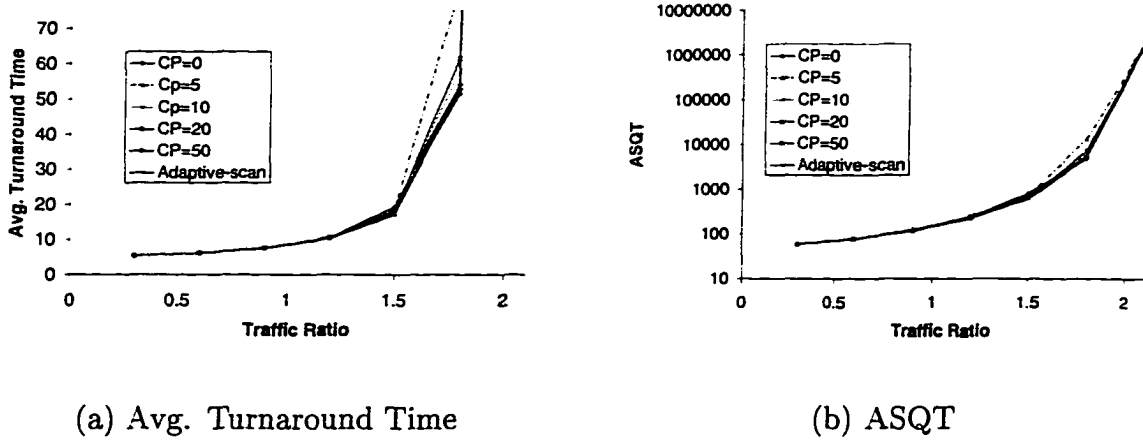 70
60
50
40
30
20
10
0
Avg. Turnaround Time
CP=0
Cp=5
CP=10
CP=20
CP=50
Adaptive-scan
0
0.5
1
1.5
2
Traffic Ratio
(a) Avg. Turnaround Time
10000000
1000000
100000
10000
1000
100
10
ASQT
CP=0
CP=5
CP=10
CP=20
CP=50
Adaptive-scan
0
0.5
1
1.5
2
Traffic Ratio
(b) ASQT